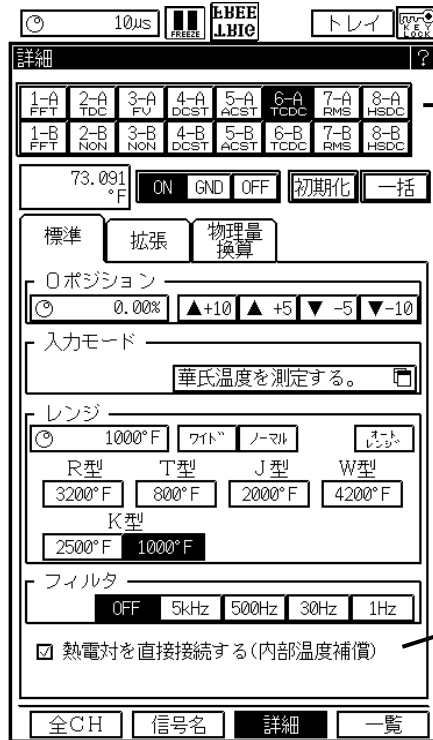 10µs FREEZE FREE TRIG トレイ KEY LOCK
詳細 ?
1-A 2-A 3-A 4-A 5-A 6-A 7-A 8-A
FFT TDC FV DCST ACST TCDC RMS HSDC
1-B 2-B 3-B 4-B 5-B 6-B 7-B 8-B
FFT NON NON DCST ACST TCDC RMS HSDC
73.091 °F ON GND OFF 初期化 一括
標準 拡張 物理量換算
0ポジション
0.00% ▲+10 ▲ +5 ▼ -5 ▼-10
入力モード
華氏温度を測定する。
レンジ
1000°F ワイド ノーマル オートレンジ
R型 T型 J型 W型
3200°F 800°F 2000°F 4200°F
K型
2500°F 1000°F
フィルタ
OFF 5kHz 500Hz 30Hz 1Hz
☑ 熱電対を直接接続する(内部温度補償)
全CH 信号名 詳細 一覧